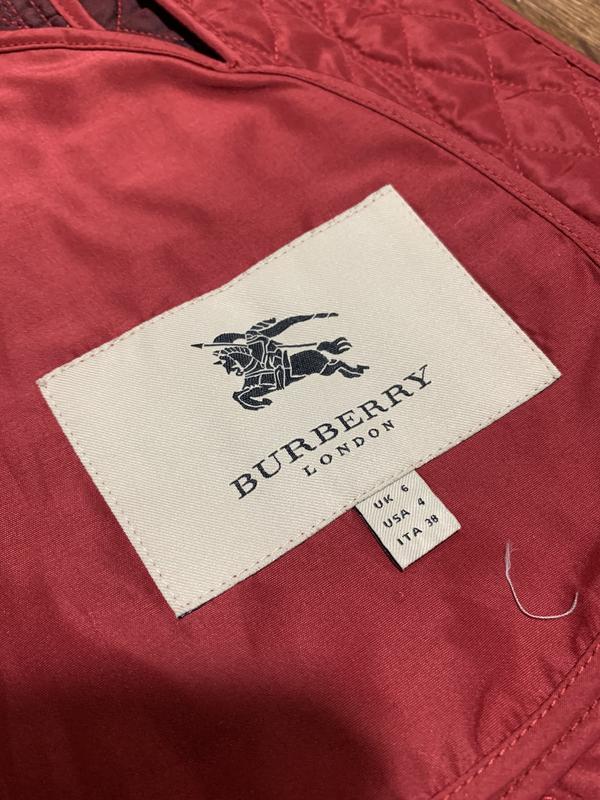 BURBERRY
LONDON
UK 6
USA 4
ITA 38